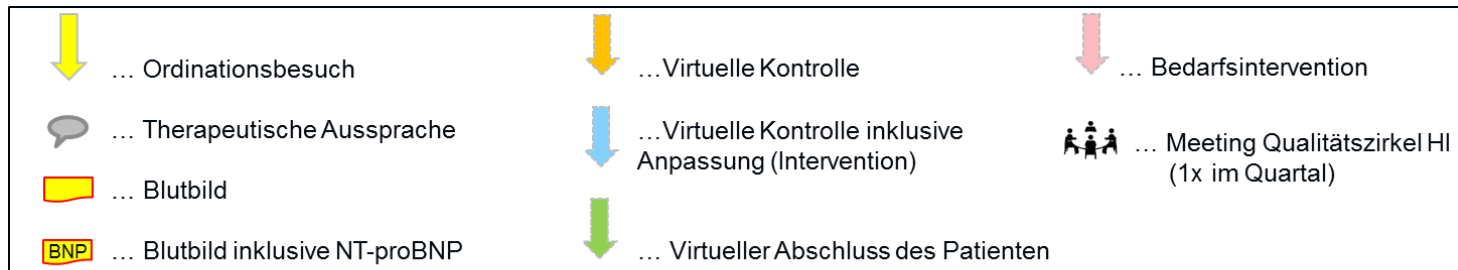 … Ordinationsbesuch
… Therapeutische Aussprache
… Blutbild
BNP … Blutbild inklusive NT-proBNP
…Virtuelle Kontrolle
…Virtuelle Kontrolle inklusive
Anpassung (Intervention)
… Virtueller Abschluss des Patienten
… Bedarfsintervention
… Meeting Qualitätszirkel HI
(1x im Quartal)